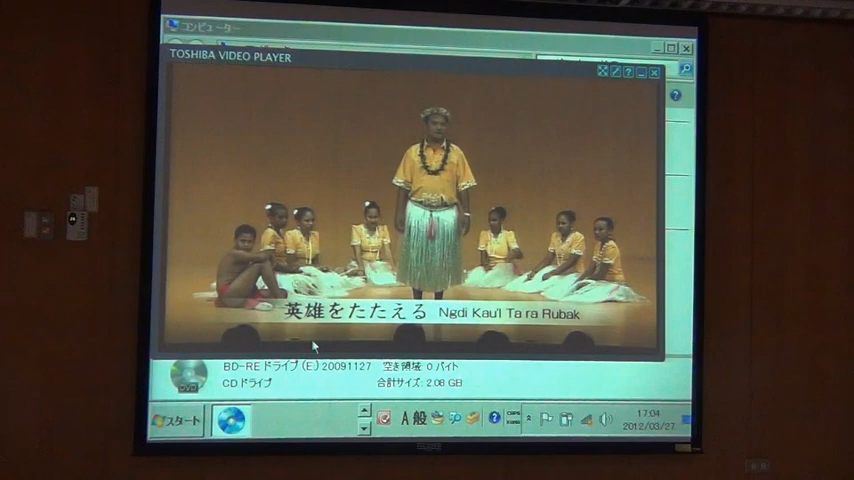 コンピューター
TOSHIBA VIDEO PLAYER
英雄をたたえる Ngdi Kau'l Ta ra Rubak
BD-RE ドライブ (E:) 20091127 空き領域: 0 バイト
CD ドライブ 合計サイズ: 2.08 GB
DVD
スタート
A 般
CAPS
KANA
17:04
2012/03/27